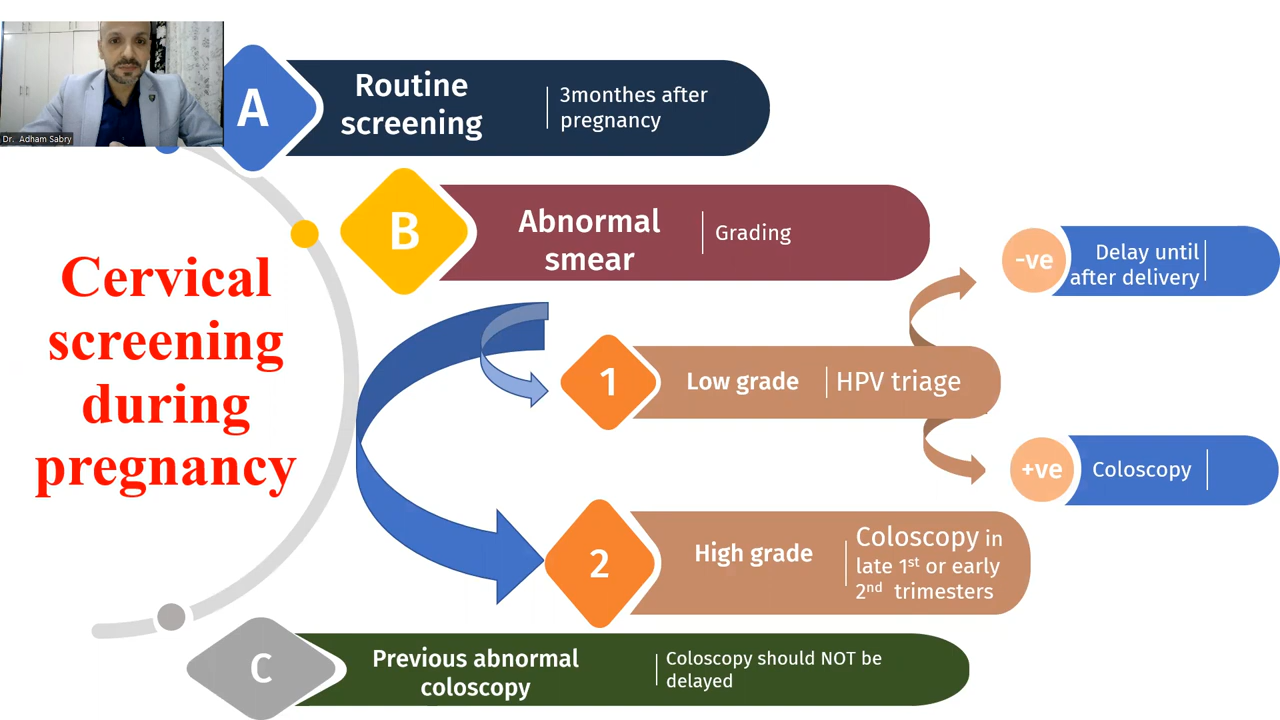 Dr. Adham Sabry
A
Routine
screening
3monthes after
pregnancy
B
Abnormal
smear
Grading
-ve
Delay until
after delivery
Cervical
screening
during
pregnancy
1
Low grade
HPV triage
+ve
Coloscopy
2
High grade
Coloscopy in
late 1st or early
2nd trimesters
C
Previous abnormal
coloscopy
Coloscopy should NOT be
delayed